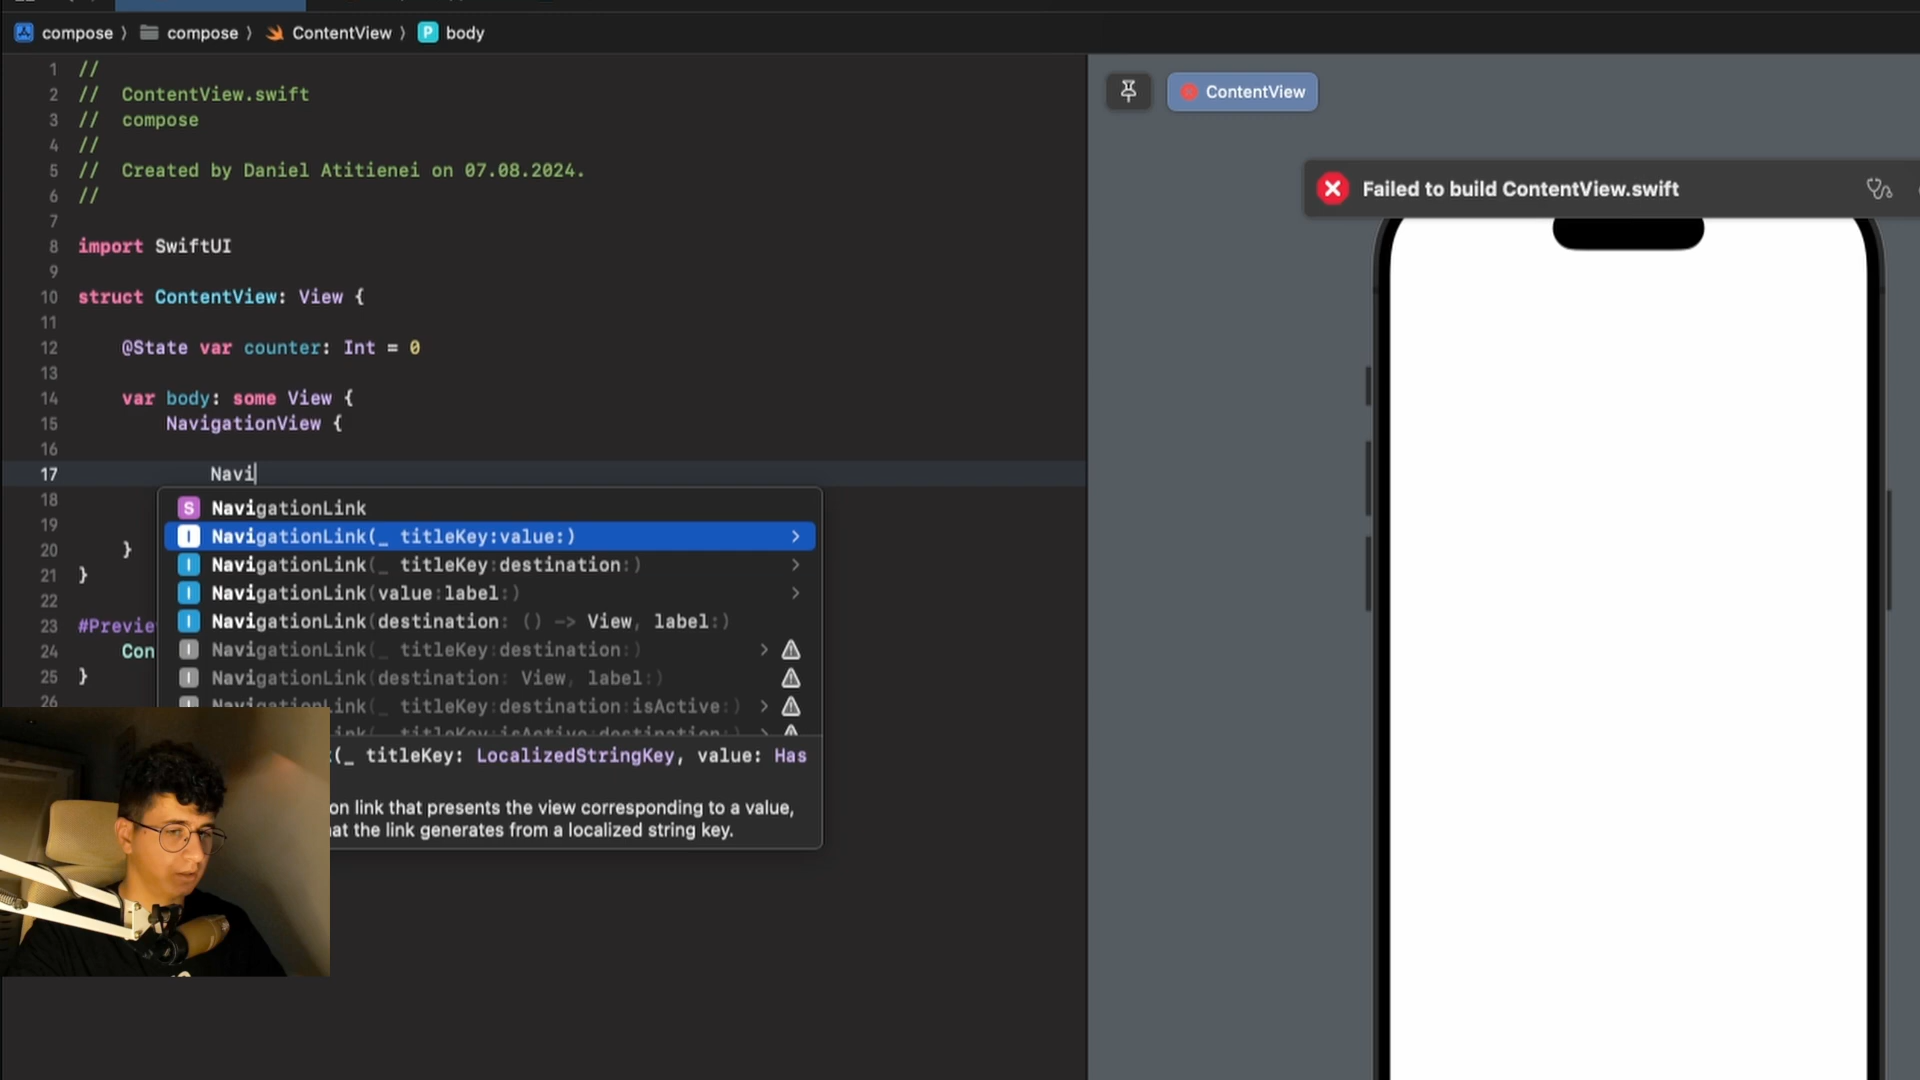 compose 〉 compose 〉 ContentView 〉 P body
1 //
2 //  ContentView.swift
3 //  compose
4 //
5 //  Created by Daniel Atitienei on 07.08.2024.
6 //
7
8 import SwiftUI
9
10 struct ContentView: View {
11
12 @State var counter: Int = 0
13
14 var body: some View {
15 NavigationView {
16
17 Navi
18
19
20 }
21 }
22
23 #Previe
24 Con
25 }
26
S NavigationLink
I NavigationLink(_ titleKey:value:)
I NavigationLink(_ titleKey:destination:)
I NavigationLink(value:label:)
I NavigationLink(destination: () -> View, label:)
I NavigationLink(_ titleKey:destination:)
I NavigationLink(destination: View, label:)
I NavigationLink(_ titleKey:destination:isActive:)
ink(_ titleKey:isActive:destination:)
(_ titleKey: LocalizedStringKey, value: Has
on link that presents the view corresponding to a value,
at the link generates from a localized string key.
ContentView
Failed to build ContentView.swift